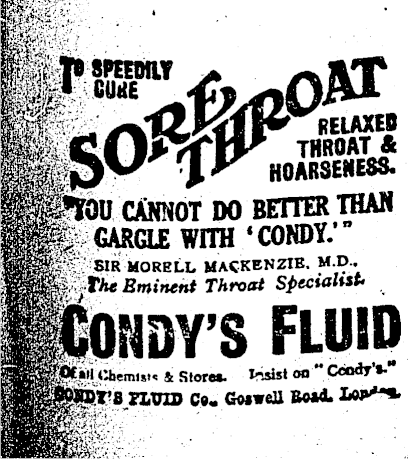 To SPEEDILY
CURE
SORE
THROAT
RELAXED
THROAT &
HOARSENESS.
"YOU CANNOT DO BETTER THAN
GARGLE WITH 'CONDY.'"
SIR MORELL MACKENZIE, M.D.,
The Eminent Throat Specialist.
CONDY'S FLUID
Of all Chemists & Stores. Insist on "Condy's."
CONDY'S FLUID Co., Goswell Road, London.